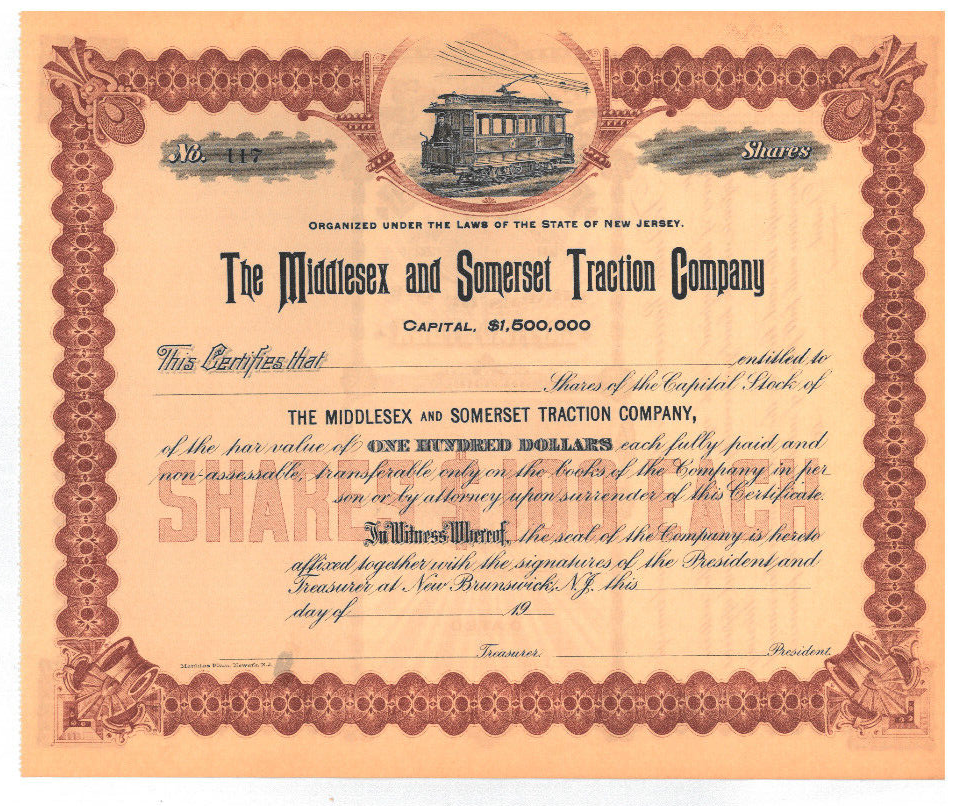 No. 117
Shares
ORGANIZED UNDER THE LAWS OF THE STATE OF NEW JERSEY.
The Middlesex and Somerset Traction Company
CAPITAL, $1,500,000
This Certifies that entitled to
Shares of the Capital Stock of
THE MIDDLESEX AND SOMERSET TRACTION COMPANY,
of the par value of ONE HUNDRED DOLLARS each fully paid and
non-assessable, transferable only on the books of the Company in per
son or by attorney upon surrender of this Certificate.
SHARES $100 EACH
In Witness Whereof, the seal of the Company is hereto
affixed together with the signatures of the President and
Treasurer at New Brunswick, N.J. this
day of 19
Treasurer. President.
Newark, N.J.